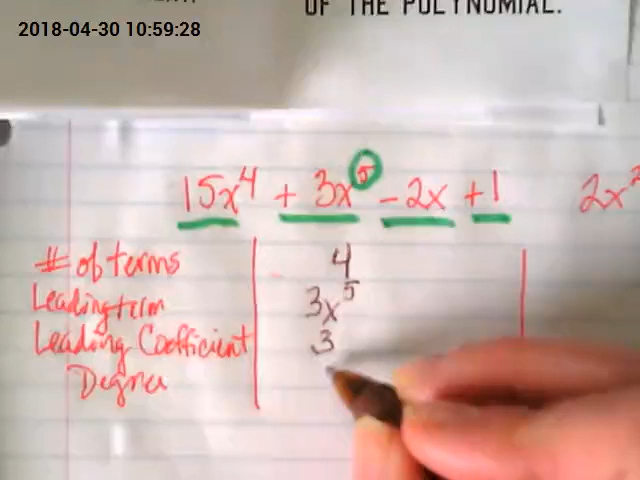 OF THE POLYNOMIAL.
2018-04-30 10:59:28
15x⁴ + 3x⁵ - 2x + 1 2x²
# of terms 4
Leading term 3x⁵
Leading Coefficient 3
Degree